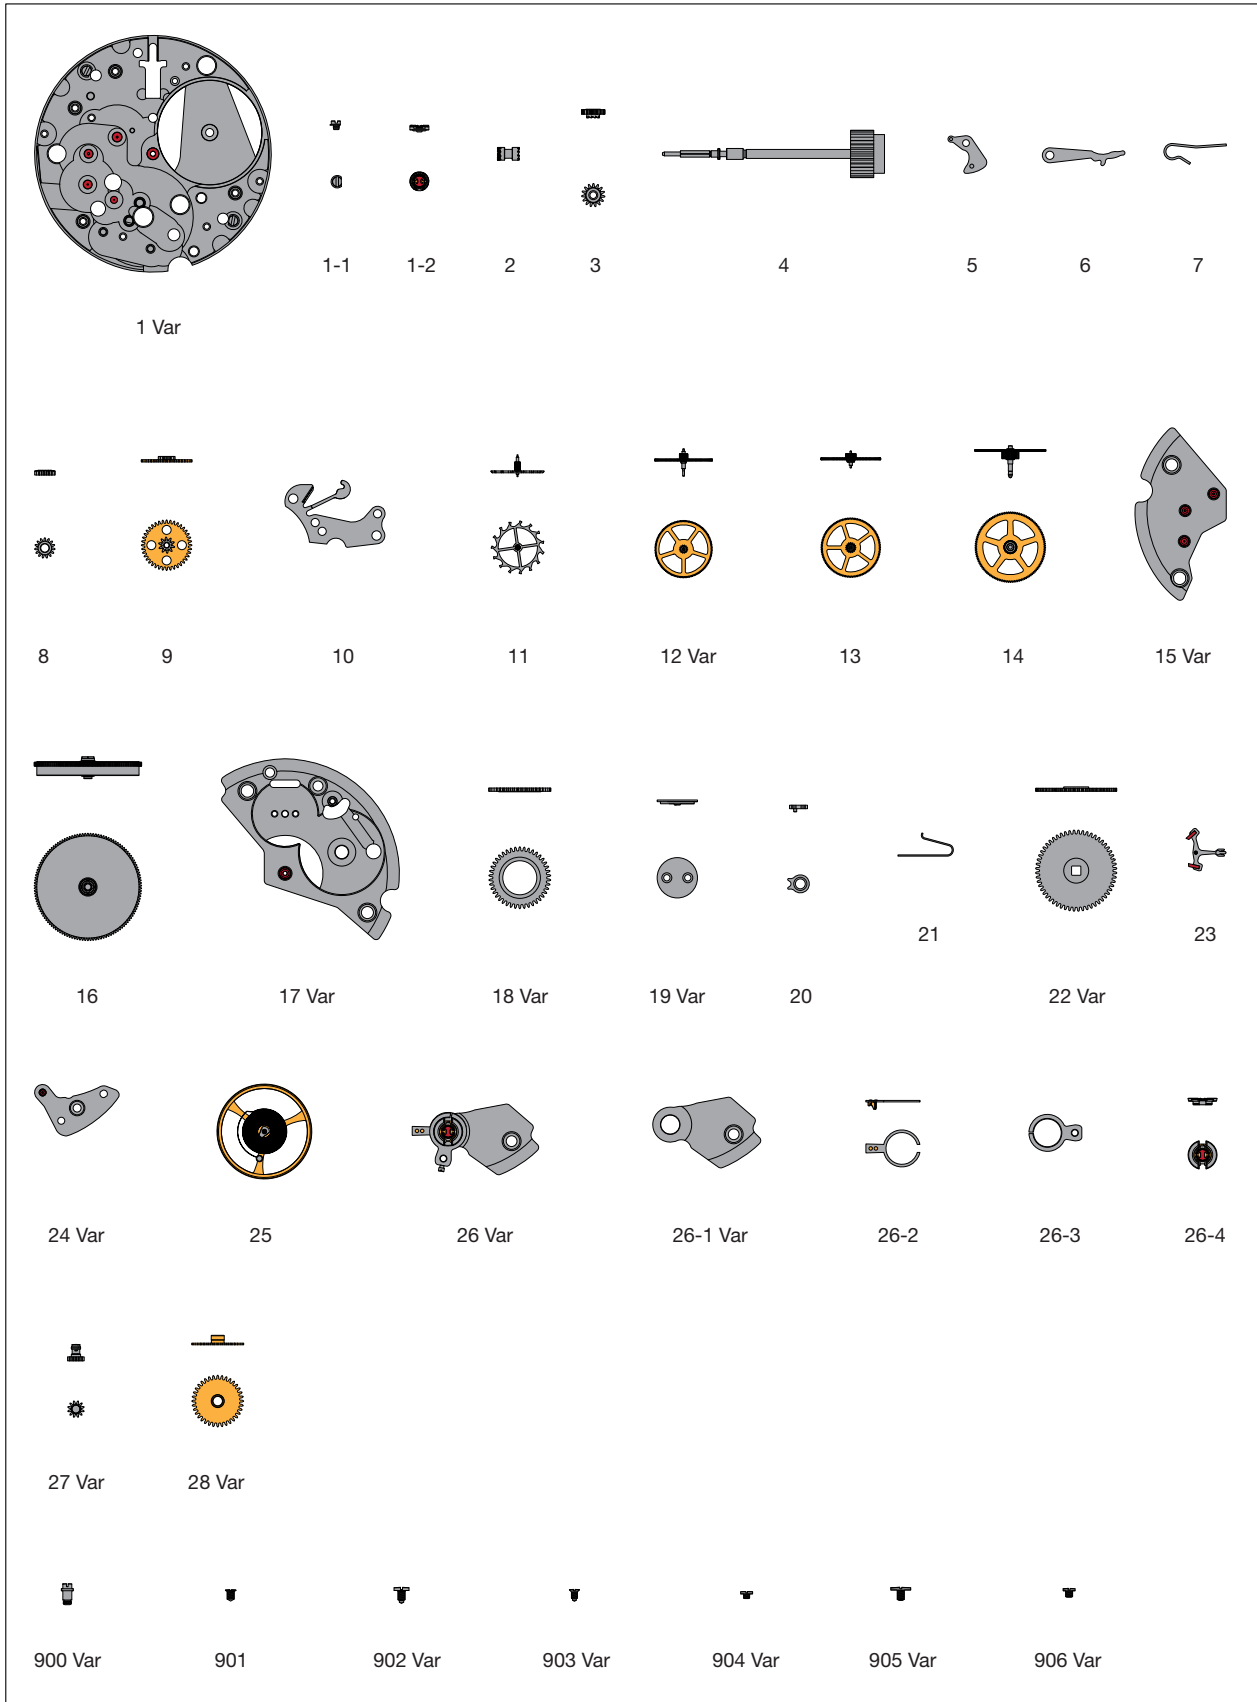 1-1 1-2 2 3 4 5 6 7
1 Var
8 9 10 11 12 Var 13 14 15 Var
21 23
16 17 Var 18 Var 19 Var 20 22 Var
24 Var 25 26 Var 26-1 Var 26-2 26-3 26-4
27 Var 28 Var
900 Var 901 902 Var 903 Var 904 Var 905 Var 906 Var